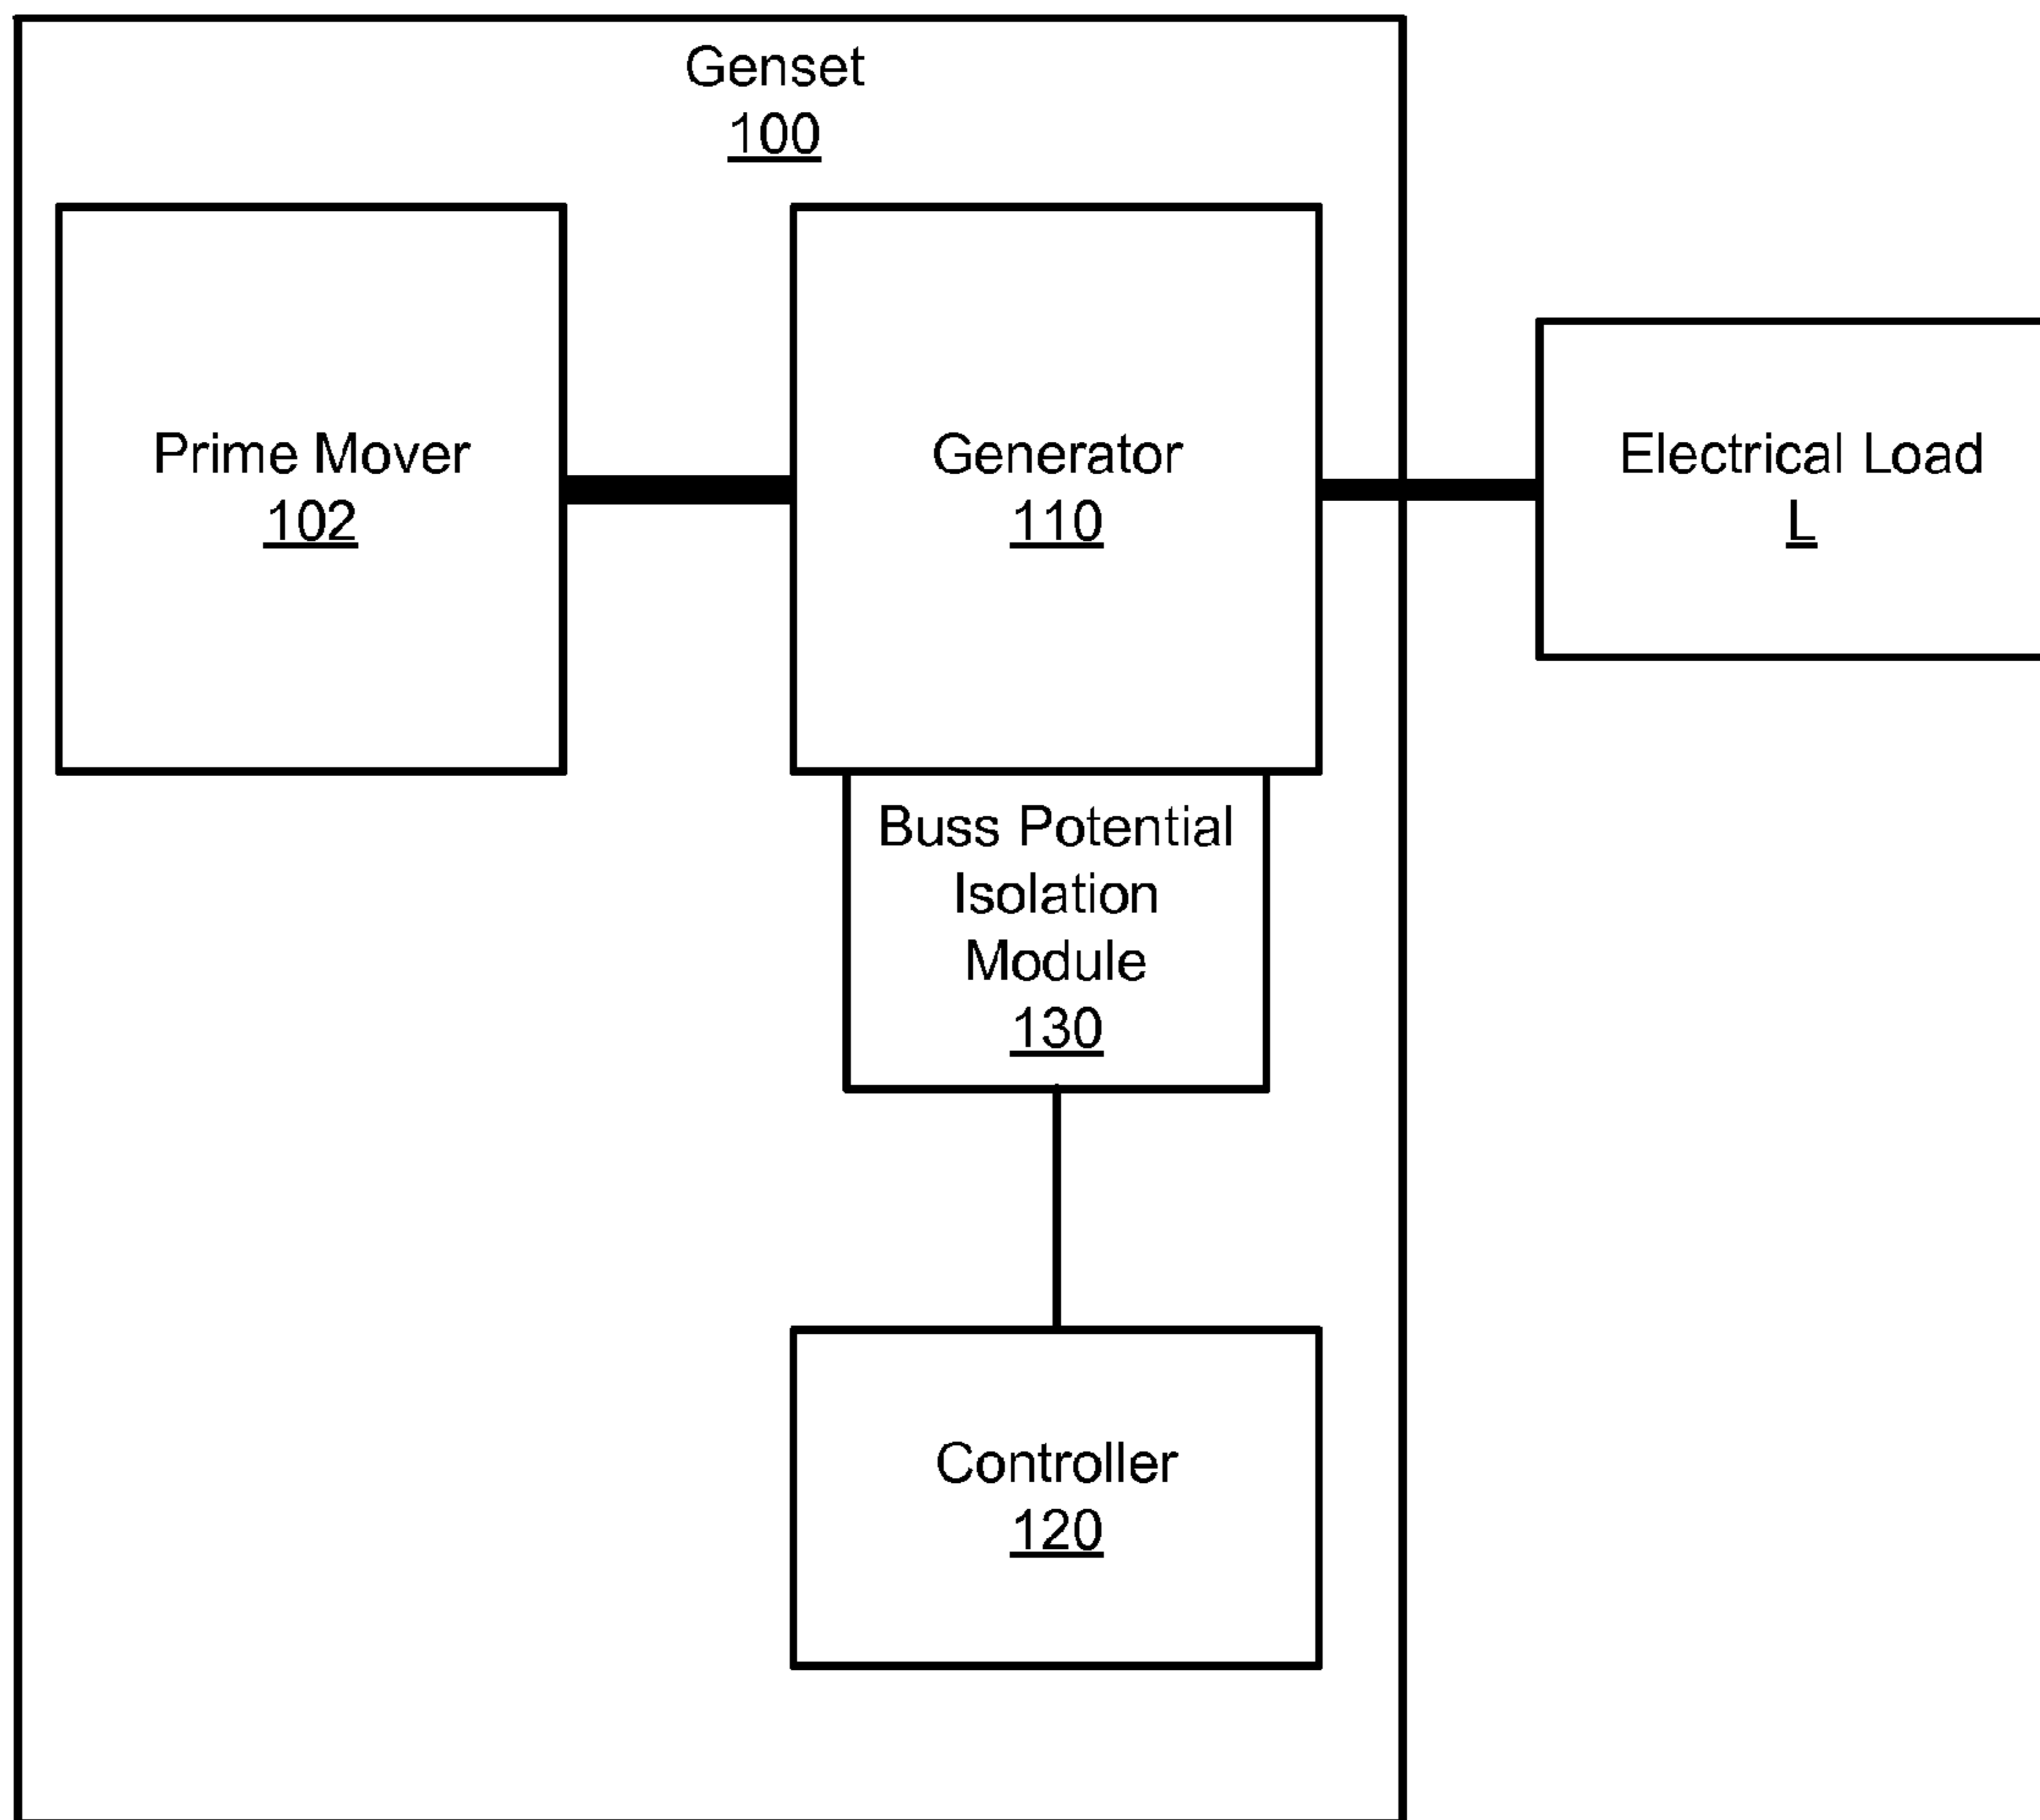 Genset
100
Prime Mover
102
Generator
110
Electrical Load
L
Buss Potential
Isolation
Module
130
Controller
120